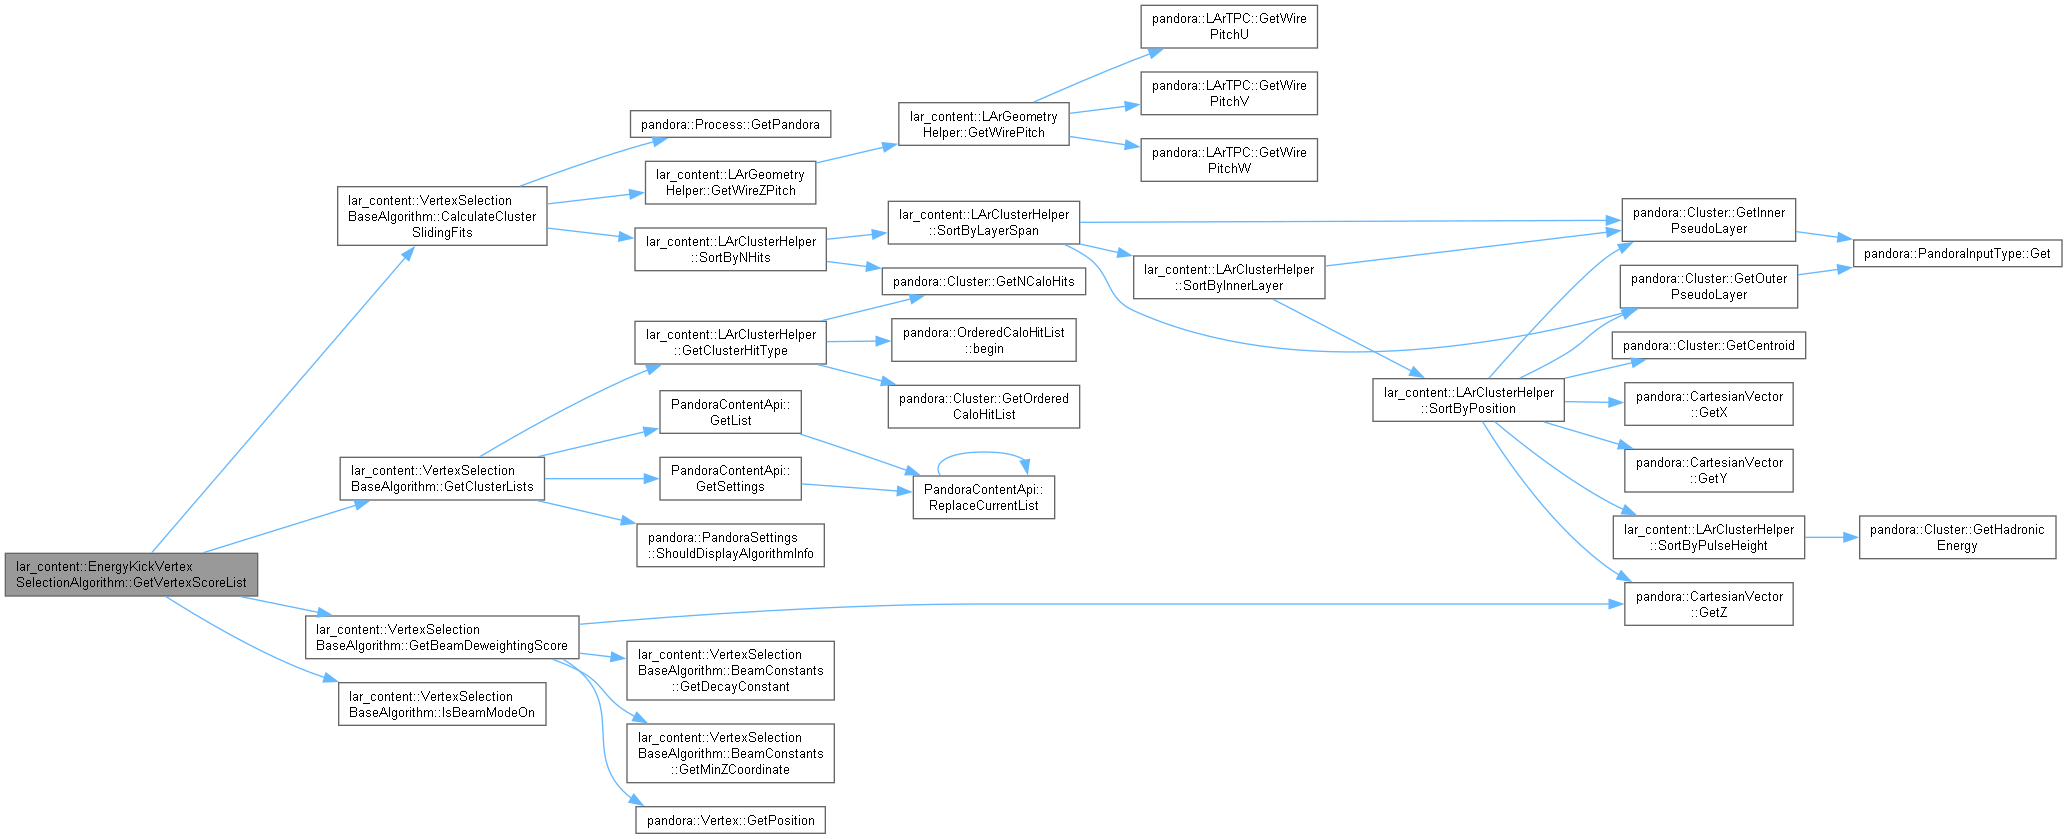 lar_content::EnergyKickVertex
SelectionAlgorithm::GetVertexScoreList
lar_content::VertexSelection
BaseAlgorithm::CalculateCluster
SlidingFits
pandora::Process::GetPandora
lar_content::LArGeometry
Helper::GetWireZPitch
lar_content::LArGeometry
Helper::GetWirePitch
pandora::LArTPC::GetWire
PitchU
pandora::LArTPC::GetWire
PitchV
pandora::LArTPC::GetWire
PitchW
lar_content::LArClusterHelper
::SortByNHits
lar_content::LArClusterHelper
::SortByLayerSpan
pandora::Cluster::GetNCaloHits
lar_content::LArClusterHelper
::SortByInnerLayer
pandora::Cluster::GetInner
PseudoLayer
pandora::Cluster::GetOuter
PseudoLayer
pandora::PandoraInputType::Get
lar_content::LArClusterHelper
::SortByPosition
pandora::Cluster::GetCentroid
pandora::CartesianVector
::GetX
pandora::CartesianVector
::GetY
lar_content::LArClusterHelper
::SortByPulseHeight
pandora::Cluster::GetHadronic
Energy
pandora::CartesianVector
::GetZ
lar_content::VertexSelection
BaseAlgorithm::GetClusterLists
lar_content::LArClusterHelper
::GetClusterHitType
pandora::OrderedCaloHitList
::begin
pandora::Cluster::GetOrdered
CaloHitList
PandoraContentApi::
GetList
PandoraContentApi::
GetSettings
PandoraContentApi::
ReplaceCurrentList
pandora::PandoraSettings
::ShouldDisplayAlgorithmInfo
lar_content::VertexSelection
BaseAlgorithm::GetBeamDeweightingScore
lar_content::VertexSelection
BaseAlgorithm::BeamConstants
::GetDecayConstant
lar_content::VertexSelection
BaseAlgorithm::BeamConstants
::GetMinZCoordinate
pandora::Vertex::GetPosition
lar_content::VertexSelection
BaseAlgorithm::IsBeamModeOn